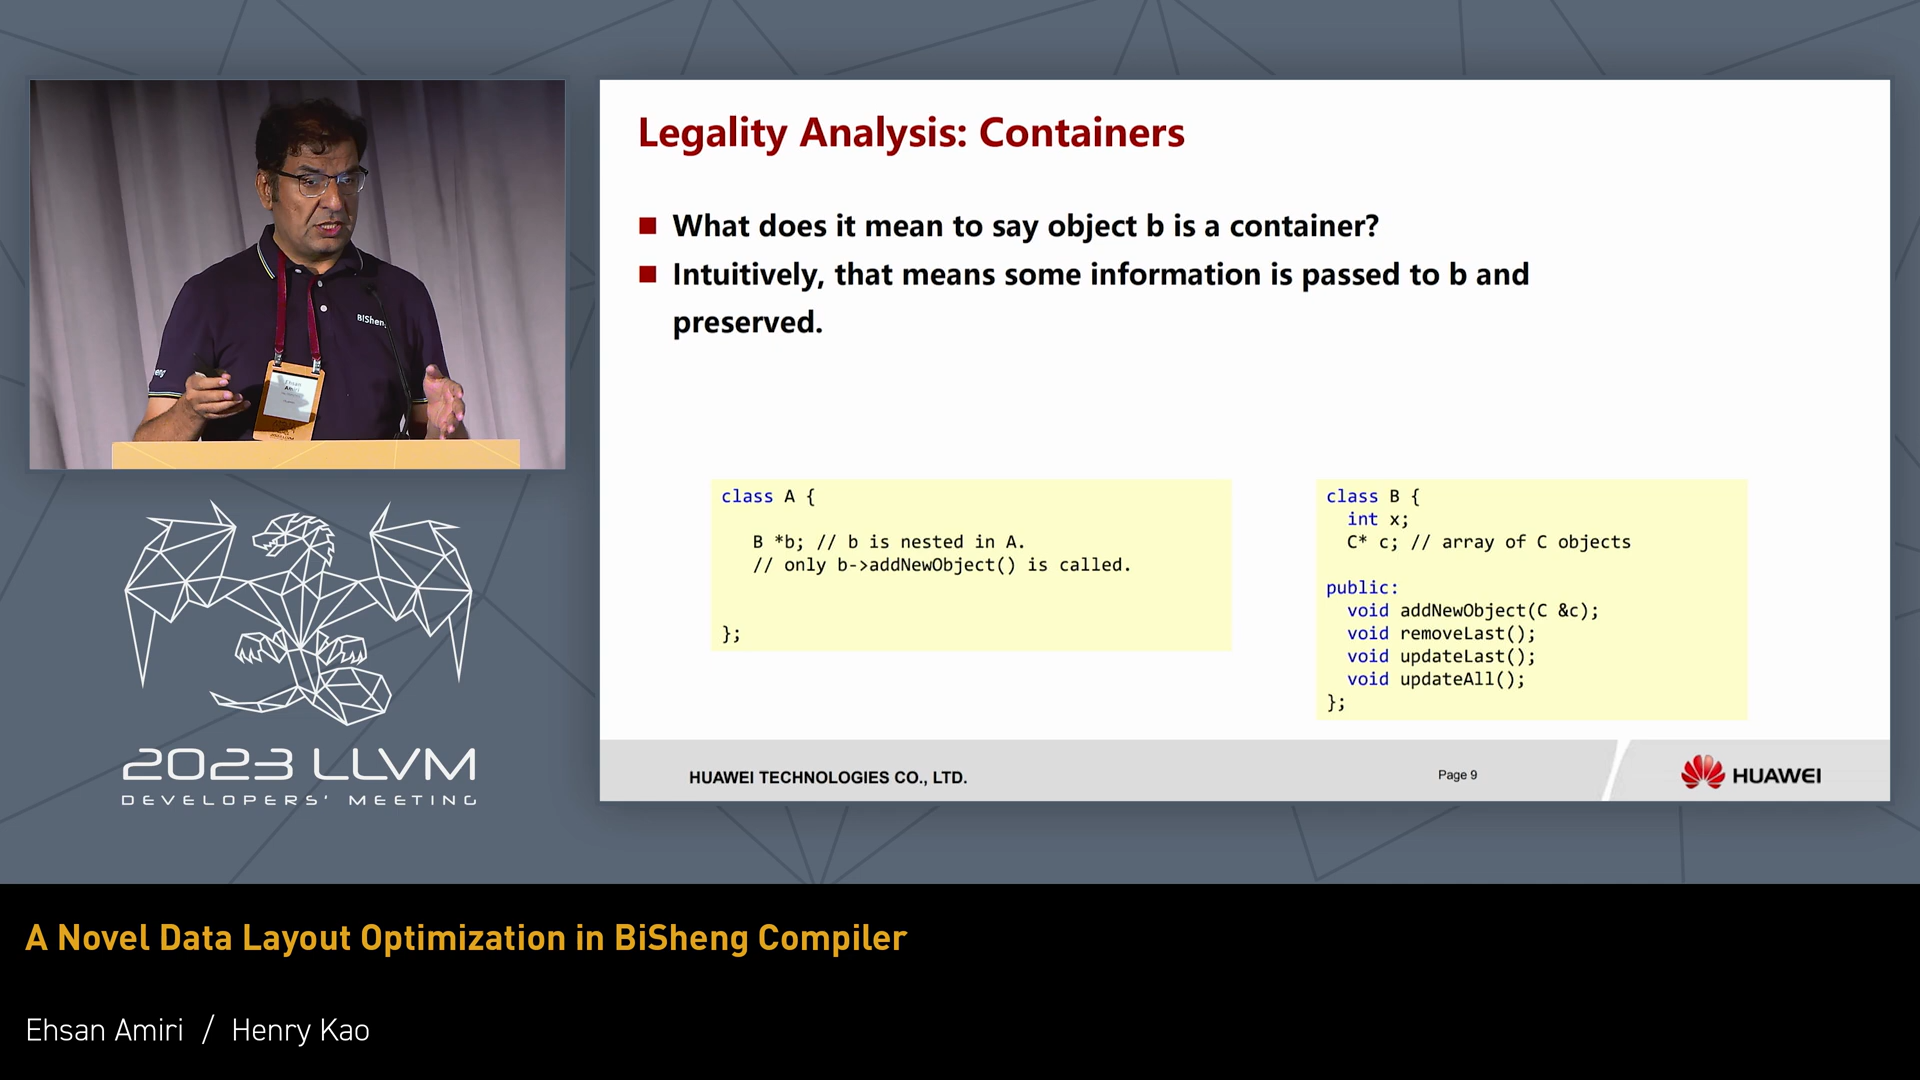 BiSheng
Ehsan
Amiri
2023 LLVM
DEVELOPERS' MEETING
Legality Analysis: Containers
What does it mean to say object b is a container?
Intuitively, that means some information is passed to b and
preserved.
class A {
B *b; // b is nested in A.
// only b->addNewObject() is called.
};
class B {
int x;
C* c; // array of C objects
public:
void addNewObject(C &c);
void removeLast();
void updateLast();
void updateAll();
};
HUAWEI TECHNOLOGIES CO., LTD.
Page 9
HUAWEI
A Novel Data Layout Optimization in BiSheng Compiler
Ehsan Amiri / Henry Kao